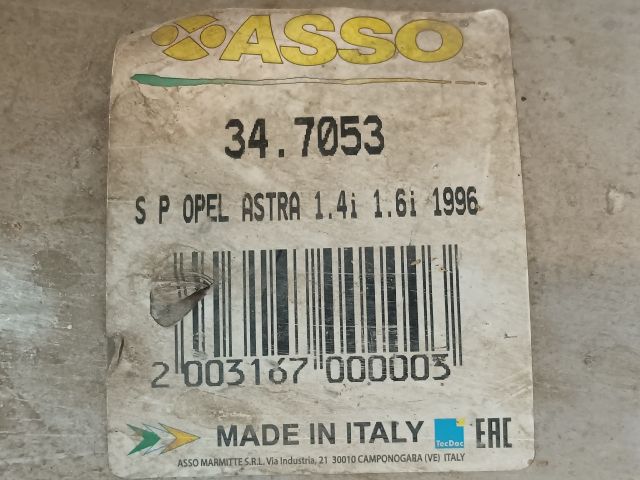 ASSO
34.7053
S P OPEL ASTRA 1.4i 1.6i 1996
2 003167 000003
MADE IN ITALY TecDoc EAC
ASSO MARMITTE S.R.L. Via Industria, 21 30010 CAMPONOGARA (VE) ITALY